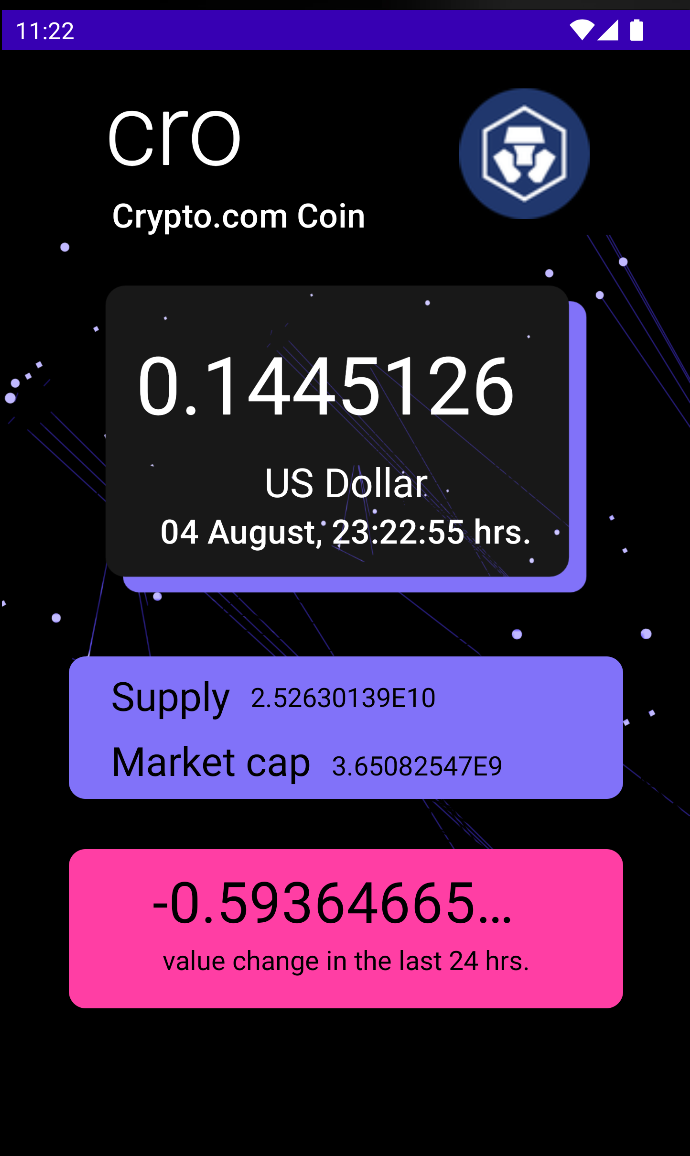 11:22
cro
Crypto.com Coin
0.1445126
US Dollar
04 August, 23:22:55 hrs.
Supply 2.52630139E10
Market cap 3.65082547E9
-0.59364665...
value change in the last 24 hrs.